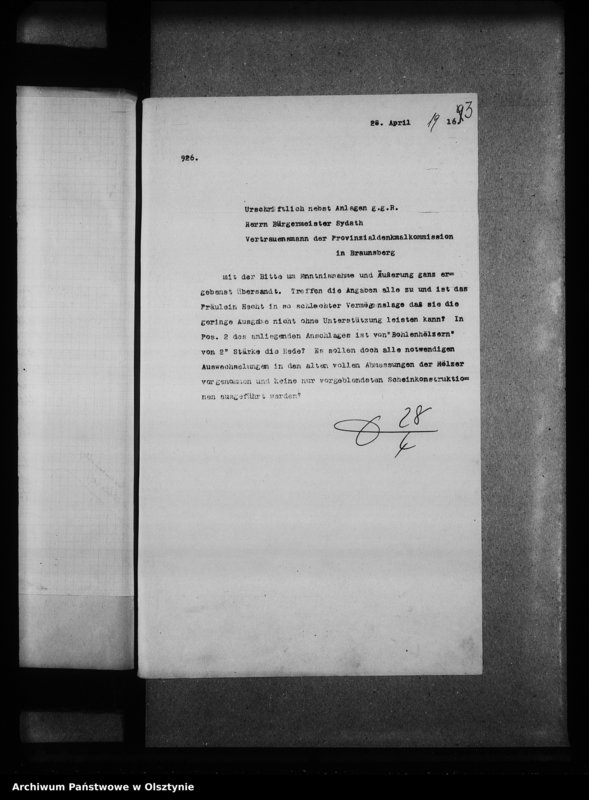 193
28. April 19 16.
926.
Urschriftlich nebst Anlagen g.g.R.
Herrn Bürgermeister Sydath
Vertrauensmann der Provinzialdenkmalkommission
in Braunsberg
mit der Bitte um Kenntnisnahme und Äußerung ganz er=
gebenst übersandt. Treffen die Angaben alle zu und ist das
Fräulein Hecht in so schlechter Vermögenslage daß sie die
geringe Ausgabe nicht ohne Unterstützung leisten kann? In
Pos. 2 des anliegenden Anschlages ist von "Bohlenhölzern"
von 2" Stärke die Rede? Es sollen doch alle notwendigen
Auswechselungen in den alten vollen Abmessungen der Hölzer
vorgenommen und keine nur vorgeblendeten Scheinkonstruktio=
nen ausgeführt werden?
28
4
Archiwum Państwowe w Olsztynie